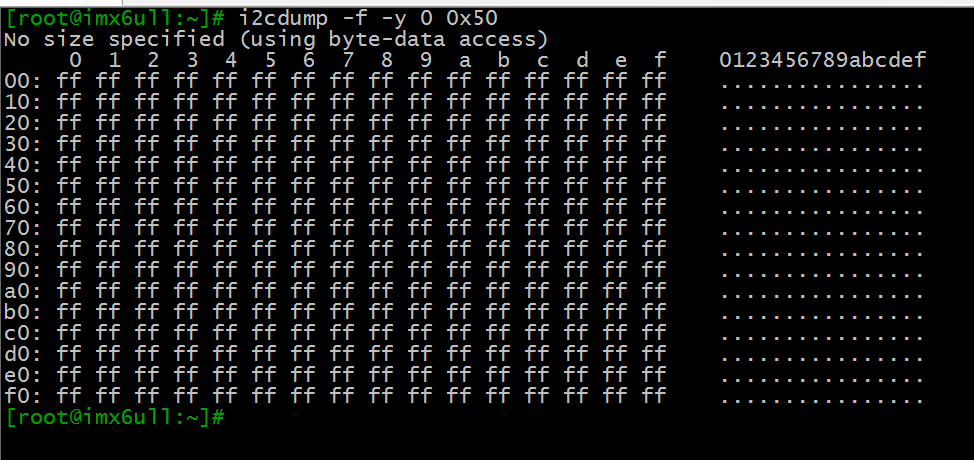 [root@imx6ull:~]# i2cdump -f -y 0 0x50
No size specified (using byte-data access)
     0  1  2  3  4  5  6  7  8  9  a  b  c  d  e  f    0123456789abcdef
00: ff ff ff ff ff ff ff ff ff ff ff ff ff ff ff ff    ................
10: ff ff ff ff ff ff ff ff ff ff ff ff ff ff ff ff    ................
20: ff ff ff ff ff ff ff ff ff ff ff ff ff ff ff ff    ................
30: ff ff ff ff ff ff ff ff ff ff ff ff ff ff ff ff    ................
40: ff ff ff ff ff ff ff ff ff ff ff ff ff ff ff ff    ................
50: ff ff ff ff ff ff ff ff ff ff ff ff ff ff ff ff    ................
60: ff ff ff ff ff ff ff ff ff ff ff ff ff ff ff ff    ................
70: ff ff ff ff ff ff ff ff ff ff ff ff ff ff ff ff    ................
80: ff ff ff ff ff ff ff ff ff ff ff ff ff ff ff ff    ................
90: ff ff ff ff ff ff ff ff ff ff ff ff ff ff ff ff    ................
a0: ff ff ff ff ff ff ff ff ff ff ff ff ff ff ff ff    ................
b0: ff ff ff ff ff ff ff ff ff ff ff ff ff ff ff ff    ................
c0: ff ff ff ff ff ff ff ff ff ff ff ff ff ff ff ff    ................
d0: ff ff ff ff ff ff ff ff ff ff ff ff ff ff ff ff    ................
e0: ff ff ff ff ff ff ff ff ff ff ff ff ff ff ff ff    ................
f0: ff ff ff ff ff ff ff ff ff ff ff ff ff ff ff ff    ................
[root@imx6ull:~]#